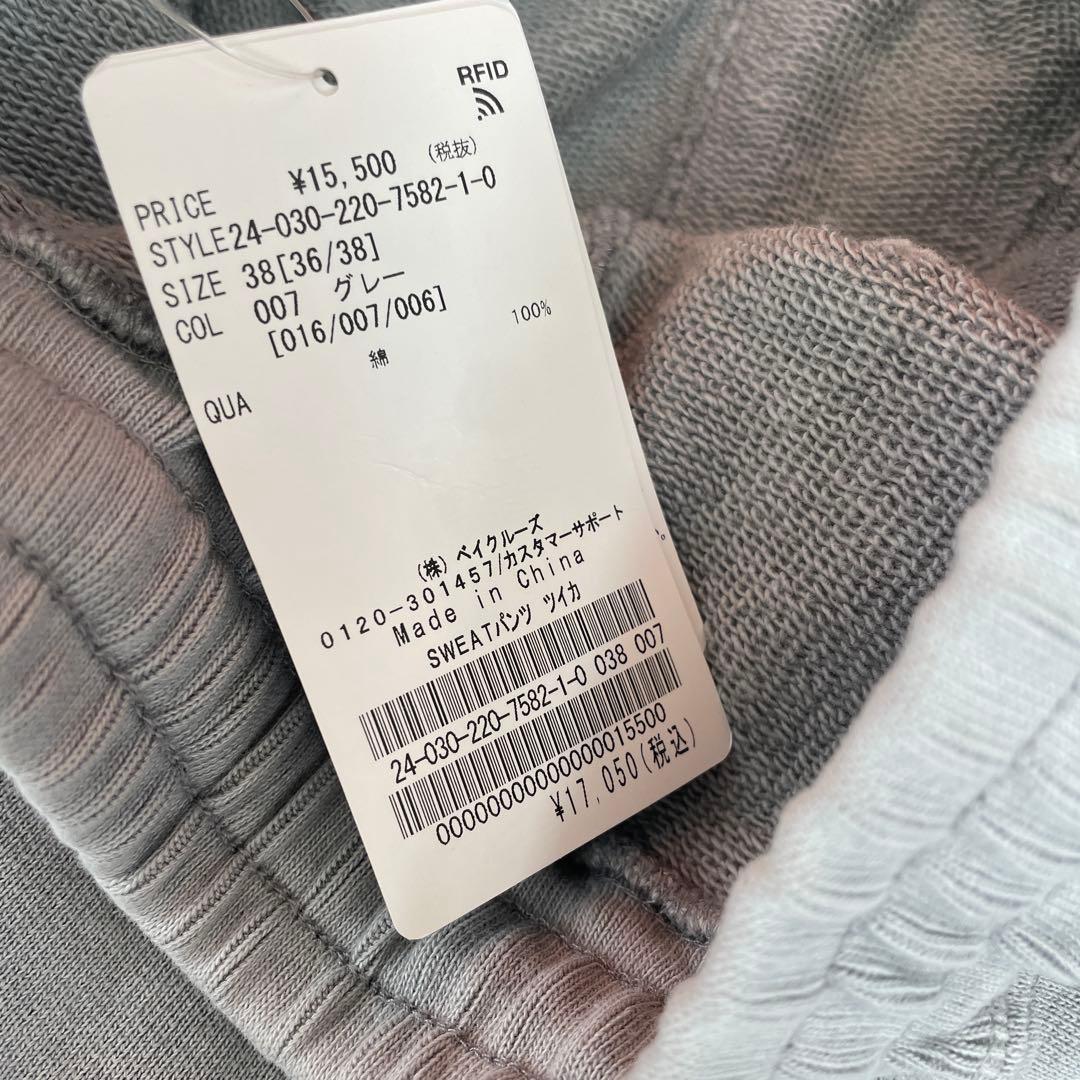 RFID
PRICE ¥15,500 (税抜)
STYLE24-030-220-7582-1-0
SIZE 38[36/38]
COL 007 グレー
[016/007/006]
綿 100%
QUA
(株)ベイクルーズ
0120-301457/カスタマーサポート
Made in China
SWEATパンツ ツイカ
24-030-220-7582-1-0 038 007
0000000000000015500
¥17,050(税込)